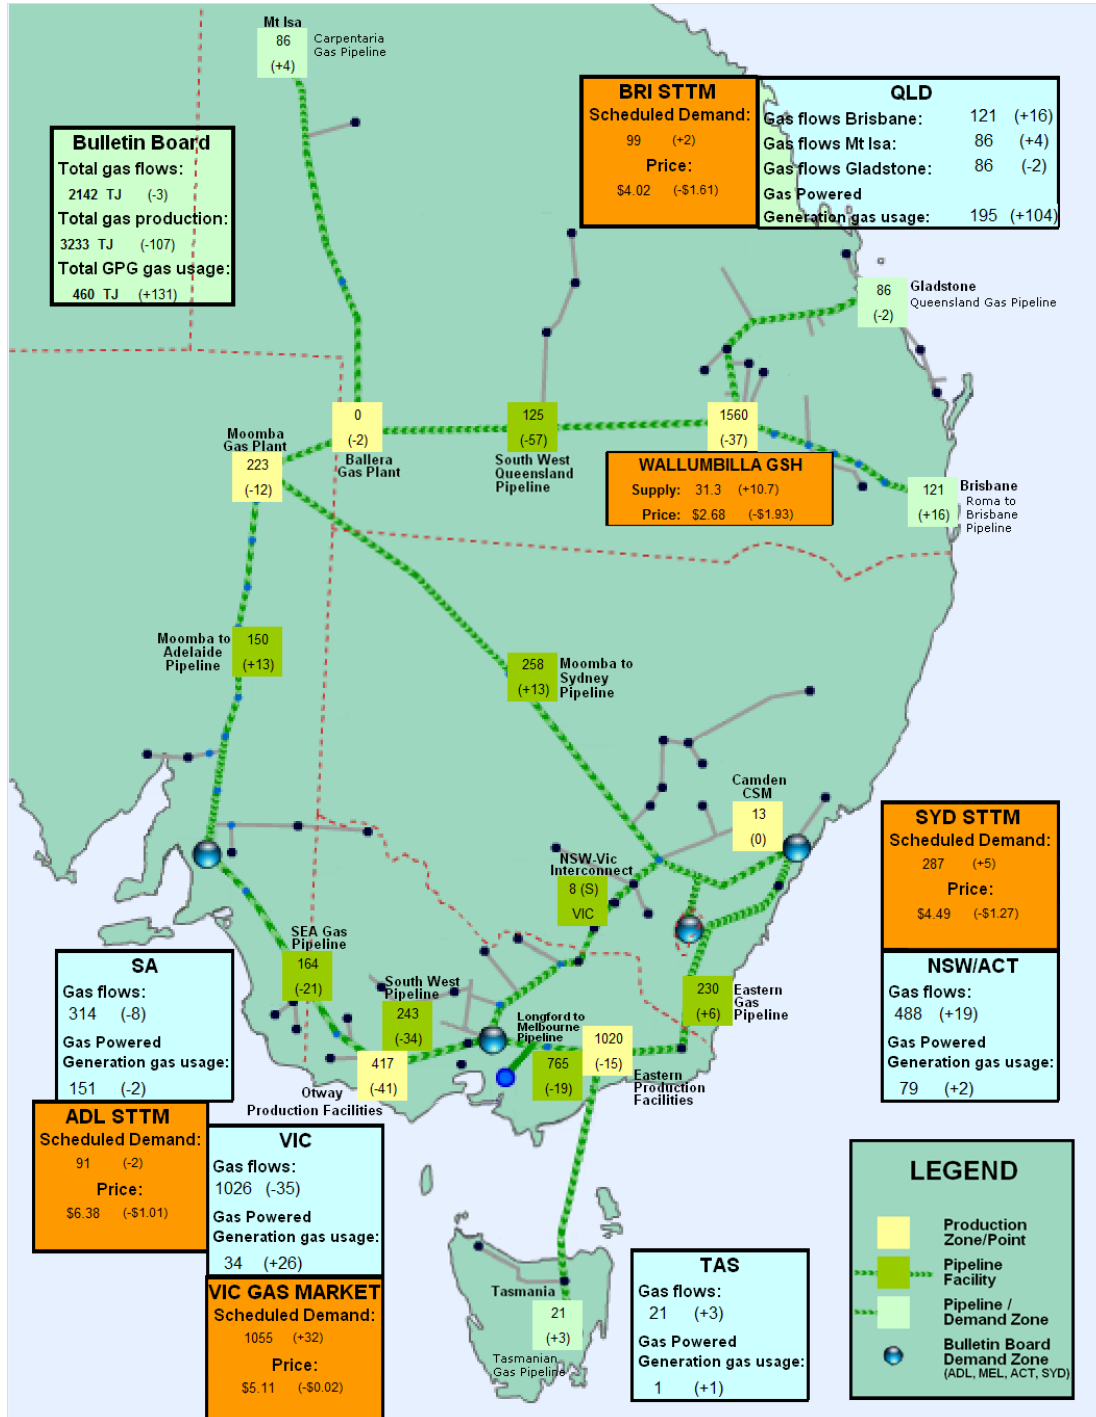 Mt Isa
86
(+4)
Carpentaria
Gas Pipeline
Bulletin Board
Total gas flows:
2142 TJ (-3)
Total gas production:
3233 TJ (-107)
Total GPG gas usage:
460 TJ (+131)
BRI STTM
Scheduled Demand:
99 (+2)
Price:
$4.02 (-$1.61)
QLD
Gas flows Brisbane: 121 (+16)
Gas flows Mt Isa: 86 (+4)
Gas flows Gladstone: 86 (-2)
Gas Powered
Generation gas usage: 195 (+104)
86
(-2)
Gladstone
Queensland Gas Pipeline
0
(-2)
Ballera
Gas Plant
125
(-57)
South West
Queensland
Pipeline
1560
(-37)
Moomba
Gas Plant
223
(-12)
WALLUMBILLA GSH
Supply: 31.3 (+10.7)
Price: $2.68 (-$1.93)
121
(+16)
Brisbane
Roma to
Brisbane
Pipeline
Moomba to
Adelaide
Pipeline
150
(+13)
258
(+13)
Moomba to
Sydney
Pipeline
Camden
CSM
13
(0)
NSW-Vic
Interconnect
8 (S)
VIC
SYD STTM
Scheduled Demand:
287 (+5)
Price:
$4.49 (-$1.27)
SEA Gas
Pipeline
164
(-21)
South West
Pipeline
243
(-34)
Longford to
Melbourne
Pipeline
765
(-19)
1020
(-15)
Eastern
Production
Facilities
230
(+6)
Eastern
Gas
Pipeline
417
(-41)
Otway
Production Facilities
SA
Gas flows:
314 (-8)
Gas Powered
Generation gas usage:
151 (-2)
NSW/ACT
Gas flows:
488 (+19)
Gas Powered
Generation gas usage:
79 (+2)
ADL STTM
Scheduled Demand:
91 (-2)
Price:
$6.38 (-$1.01)
VIC
Gas flows:
1026 (-35)
Gas Powered
Generation gas usage:
34 (+26)
VIC GAS MARKET
Scheduled Demand:
1055 (+32)
Price:
$5.11 (-$0.02)
Tasmania
21
(+3)
Tasmanian
Gas Pipeline
TAS
Gas flows:
21 (+3)
Gas Powered
Generation gas usage:
1 (+1)
LEGEND
Production
Zone/Point
Pipeline
Facility
Pipeline /
Demand Zone
Bulletin Board
Demand Zone
(ADL, MEL, ACT, SYD)